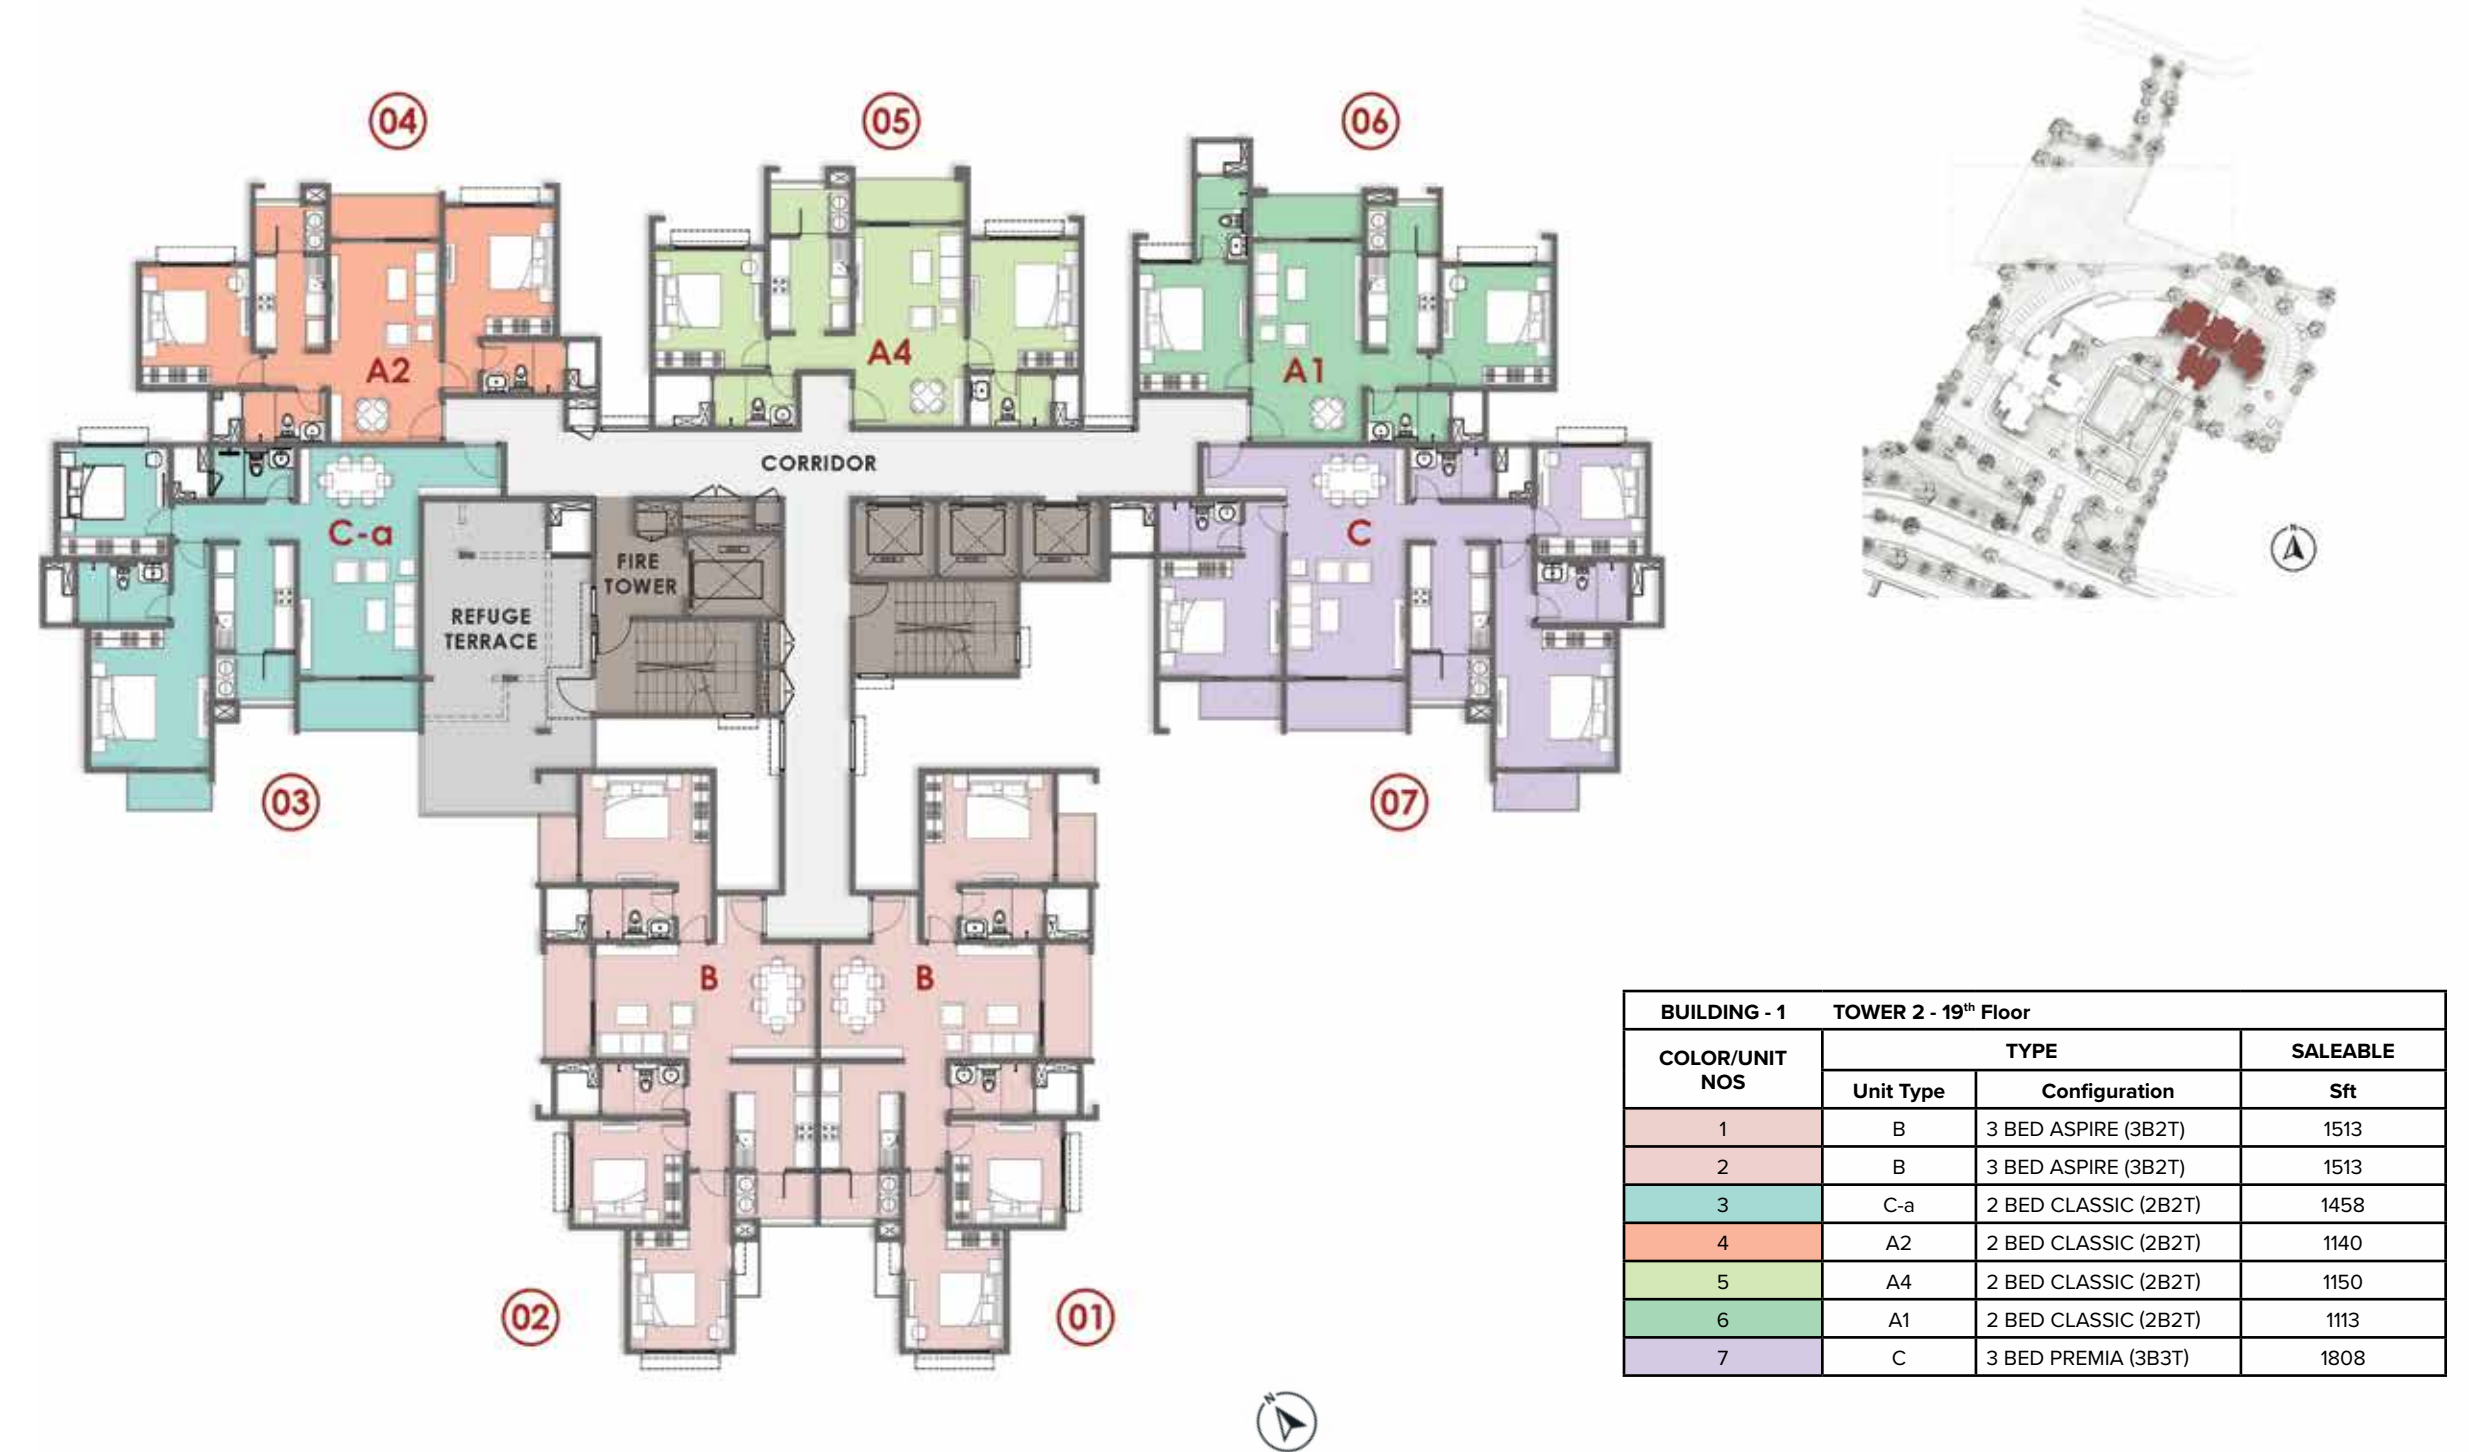 04
05
06
A2
A4
A1
CORRIDOR
C-a
C
FIRE
TOWER
REFUGE
TERRACE
N
03
07
B
B
02
01
N
BUILDING - 1 TOWER 2 - 19th Floor
COLOR/UNIT
NOS
TYPE
SALEABLE
Unit Type Configuration Sft
1 B 3 BED ASPIRE (3B2T) 1513
2 B 3 BED ASPIRE (3B2T) 1513
3 C-a 2 BED CLASSIC (2B2T) 1458
4 A2 2 BED CLASSIC (2B2T) 1140
5 A4 2 BED CLASSIC (2B2T) 1150
6 A1 2 BED CLASSIC (2B2T) 1113
7 C 3 BED PREMIA (3B3T) 1808